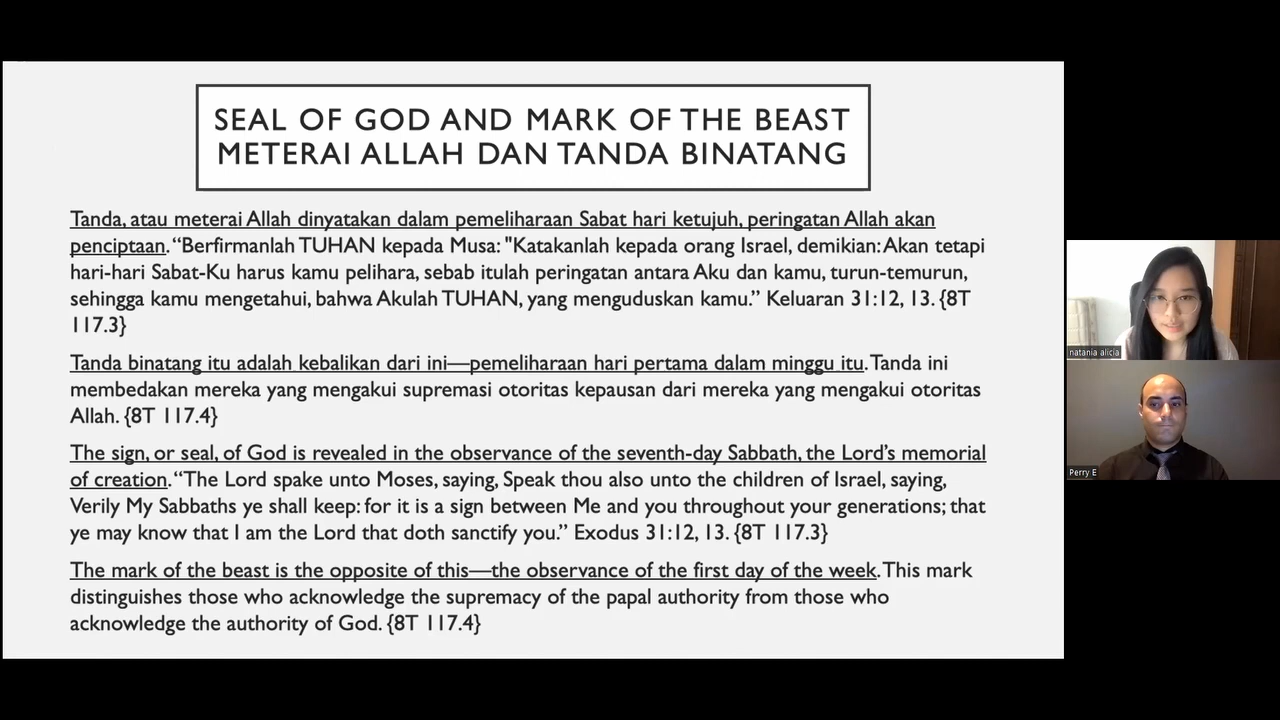 SEAL OF GOD AND MARK OF THE BEAST
METERAI ALLAH DAN TANDA BINATANG
Tanda, atau meterai Allah dinyatakan dalam pemeliharaan Sabat hari ketujuh, peringatan Allah akan
penciptaan. “Berfirmanlah TUHAN kepada Musa: "Katakanlah kepada orang Israel, demikian: Akan tetapi
hari-hari Sabat-Ku harus kamu pelihara, sebab itulah peringatan antara Aku dan kamu, turun-temurun,
sehingga kamu mengetahui, bahwa Akulah TUHAN, yang menguduskan kamu.” Keluaran 31:12, 13. {8T
117.3}
Tanda binatang itu adalah kebalikan dari ini—pemeliharaan hari pertama dalam minggu itu. Tanda ini
membedakan mereka yang mengakui supremasi otoritas kepausan dari mereka yang mengakui otoritas
Allah. {8T 117.4}
The sign, or seal, of God is revealed in the observance of the seventh-day Sabbath, the Lord’s memorial
of creation. “The Lord spake unto Moses, saying, Speak thou also unto the children of Israel, saying,
Verily My Sabbaths ye shall keep: for it is a sign between Me and you throughout your generations; that
ye may know that I am the Lord that doth sanctify you.” Exodus 31:12, 13. {8T 117.3}
The mark of the beast is the opposite of this—the observance of the first day of the week. This mark
distinguishes those who acknowledge the supremacy of the papal authority from those who
acknowledge the authority of God. {8T 117.4}
natania alicia
Perry E